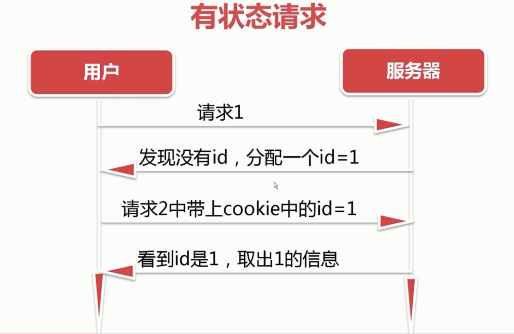 有状态请求
用户
服务器
请求1
发现没有id，分配一个id=1
请求2中带上cookie中的id=1
看到id是1，取出1的信息